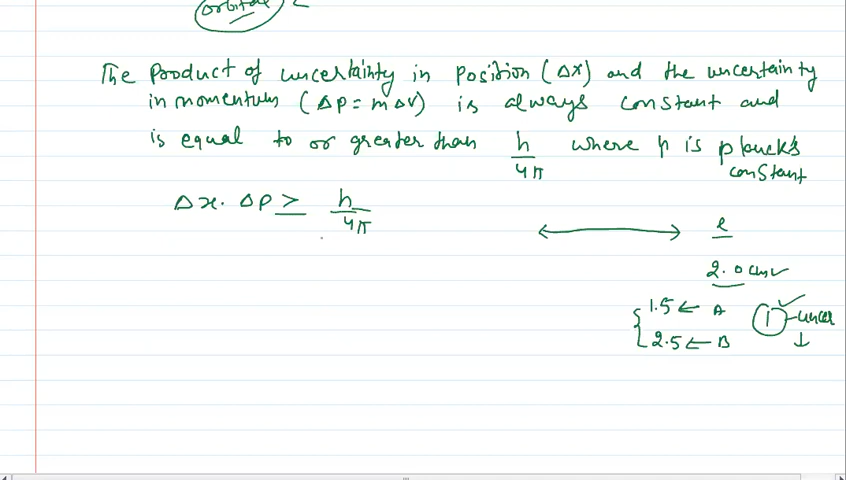 orbital
The product of uncertainty in position (Δx) and the uncertainty
in momentum (ΔP = mΔv) is always constant and
is equal to or greater than h/4π where h is planck's
constant
Δx. ΔP ≥ h/4π
l
2.0 cm
1.5 ← A
1 - uncer
2.5 ← B